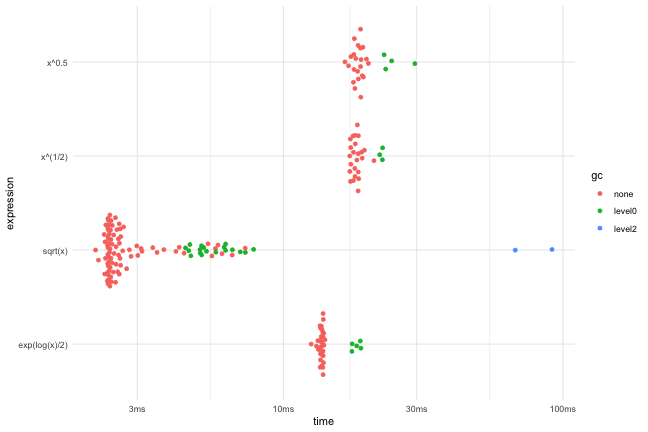 expression
x^0.5
x^(1/2)
sqrt(x)
exp(log(x)/2)
3ms
10ms
30ms
100ms
time
gc
none
level0
level2